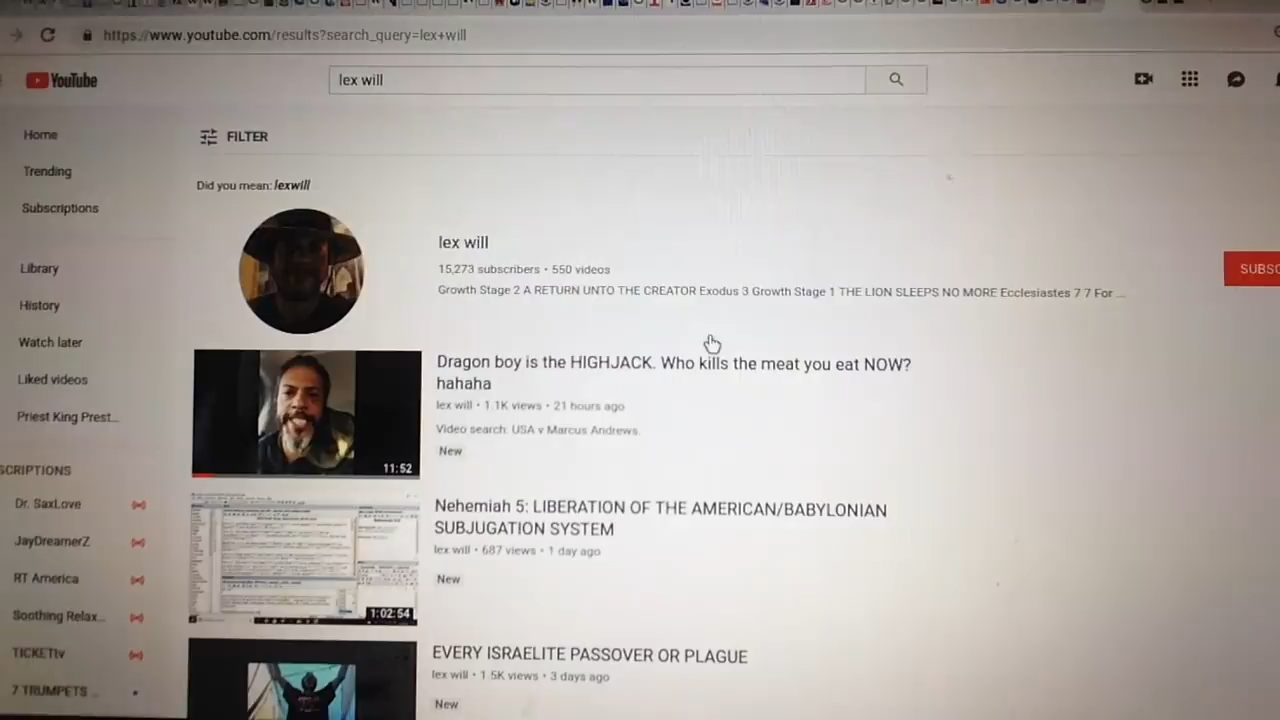 https://www.youtube.com/results?search_query=lex+will
YouTube
lex will
Home
FILTER
Trending
Did you mean: lexwill
Subscriptions
lex will
15,273 subscribers • 550 videos
SUBSC
Growth Stage 2 A RETURN UNTO THE CREATOR Exodus 3 Growth Stage 1 THE LION SLEEPS NO MORE Ecclesiastes 7 7 For ...
Library
History
Watch later
Liked videos
Priest King Prest...
Dragon boy is the HIGHJACK. Who kills the meat you eat NOW?
hahaha
lex will • 1.1K views • 21 hours ago
Video search: USA v Marcus Andrews.
New
11:52
SCRIPTIONS
Dr. SaxLove
JayDreamerZ
RT America
Soothing Relax...
TICKETtv
7 TRUMPETS ..
Nehemiah 5: LIBERATION OF THE AMERICAN/BABYLONIAN
SUBJUGATION SYSTEM
lex will • 687 views • 1 day ago
New
1:02:54
EVERY ISRAELITE PASSOVER OR PLAGUE
lex will • 1.5K views • 3 days ago
New